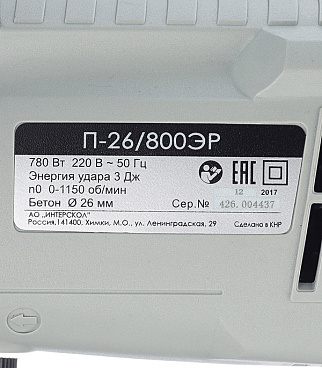 П-26/800ЭР
780 Вт 220 В ~ 50 Гц
Энергия удара 3 Дж
n0 0-1150 об/мин
Бетон Ø 26 мм
EAC
12 2017
Сер.№ 426.004437
АО „ИНТЕРСКОЛ"
Россия,141400, Химки, М.О., ул. Ленинградская, 29
Сделано в КНР